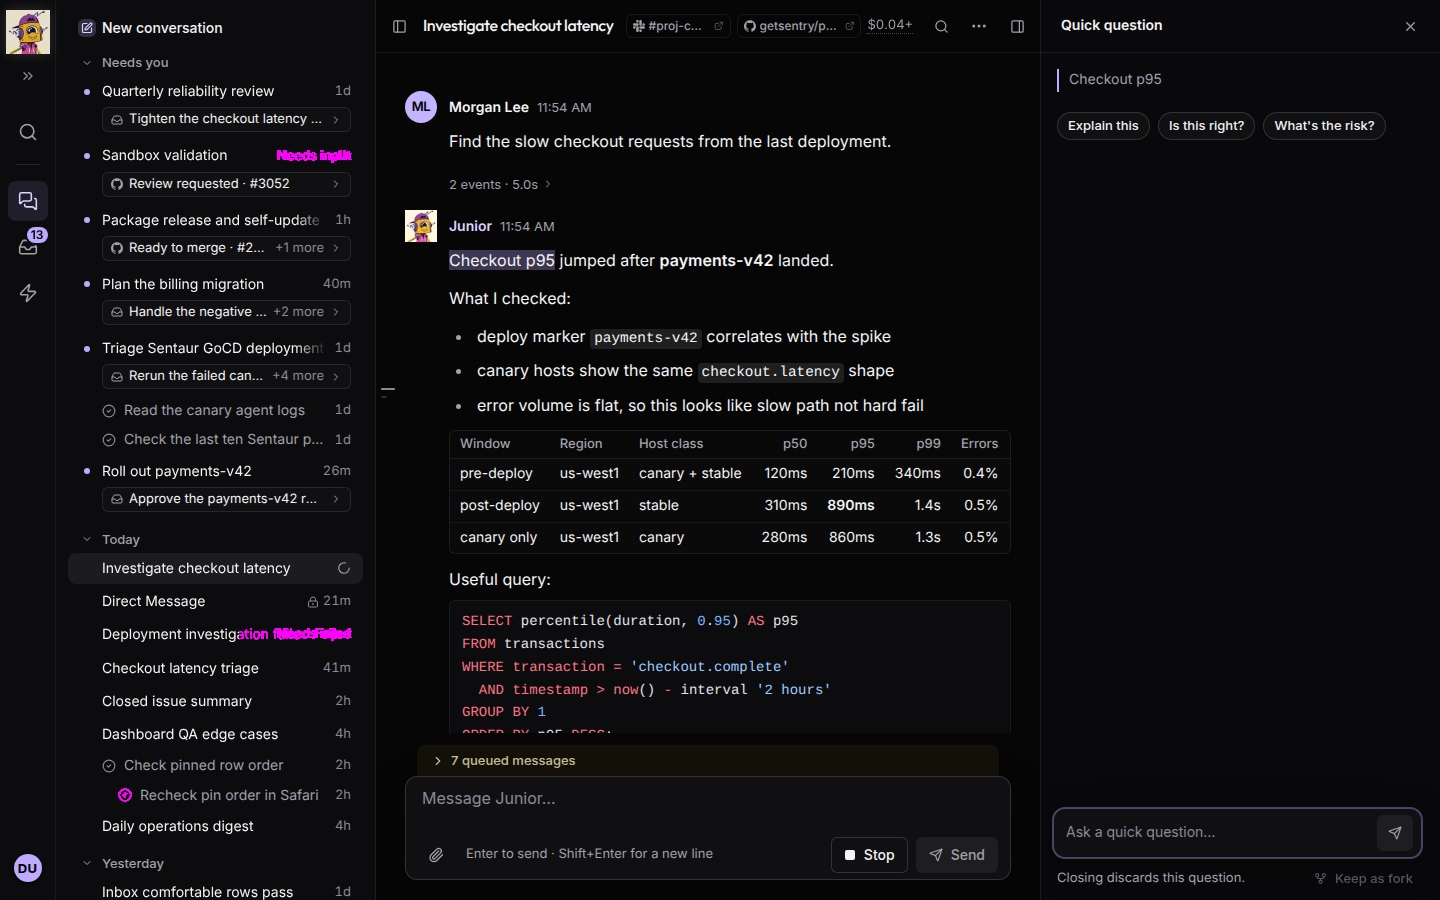 New conversation
Needs you
Quarterly reliability review 1d
Tighten the checkout latency ...
Sandbox validation
Review requested · #3052
Package release and self-update 1h
Ready to merge · #2... +1 more
Plan the billing migration 40m
Handle the negative ... +2 more
Triage Sentaur GoCD deployment 1d
Rerun the failed can... +4 more
Read the canary agent logs 1d
Check the last ten Sentaur p... 1d
Roll out payments-v42 26m
Approve the payments-v42 r...
Today
Investigate checkout latency
Direct Message 21m
Deployment investigation
Checkout latency triage 41m
Closed issue summary 2h
Dashboard QA edge cases 4h
Check pinned row order 2h
Recheck pin order in Safari 2h
Daily operations digest 4h
Yesterday
Inbox comfortable rows pass 1d
13
DU
Investigate checkout latency #proj-c... getsentry/p... $0.04+
ML Morgan Lee 11:54 AM
Find the slow checkout requests from the last deployment.
2 events · 5.0s
Junior 11:54 AM
Checkout p95 jumped after payments-v42 landed.
What I checked:
• deploy marker payments-v42 correlates with the spike
• canary hosts show the same checkout.latency shape
• error volume is flat, so this looks like slow path not hard fail
Window Region Host class p50 p95 p99 Errors
pre-deploy us-west1 canary + stable 120ms 210ms 340ms 0.4%
post-deploy us-west1 stable 310ms 890ms 1.4s 0.5%
canary only us-west1 canary 280ms 860ms 1.3s 0.5%
Useful query:
SELECT percentile(duration, 0.95) AS p95
FROM transactions
WHERE transaction = 'checkout.complete'
AND timestamp > now() - interval '2 hours'
GROUP BY 1
ORDER BY p95 DESC;
7 queued messages
Message Junior...
Enter to send · Shift+Enter for a new line
Stop
Send
Quick question
Checkout p95
Explain this
Is this right?
What's the risk?
Ask a quick question...
Closing discards this question.
Keep as fork